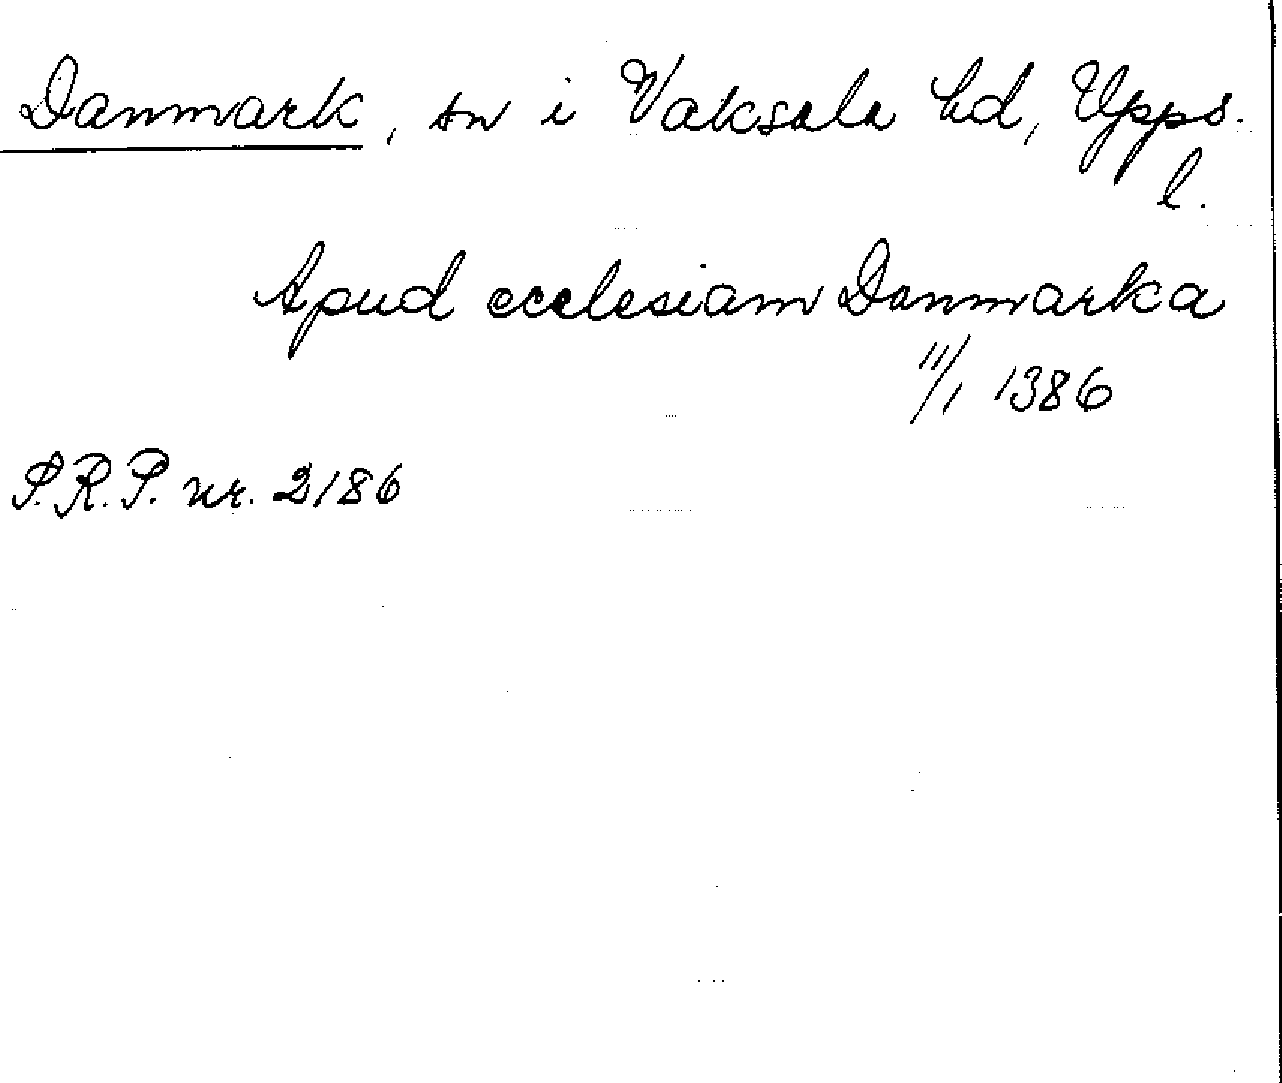 Danmark, sn i Vaksala hd, Upps.
l.
Apud ecclesiam Danmarka
11/1 1386
S.R.P. nr. 2186